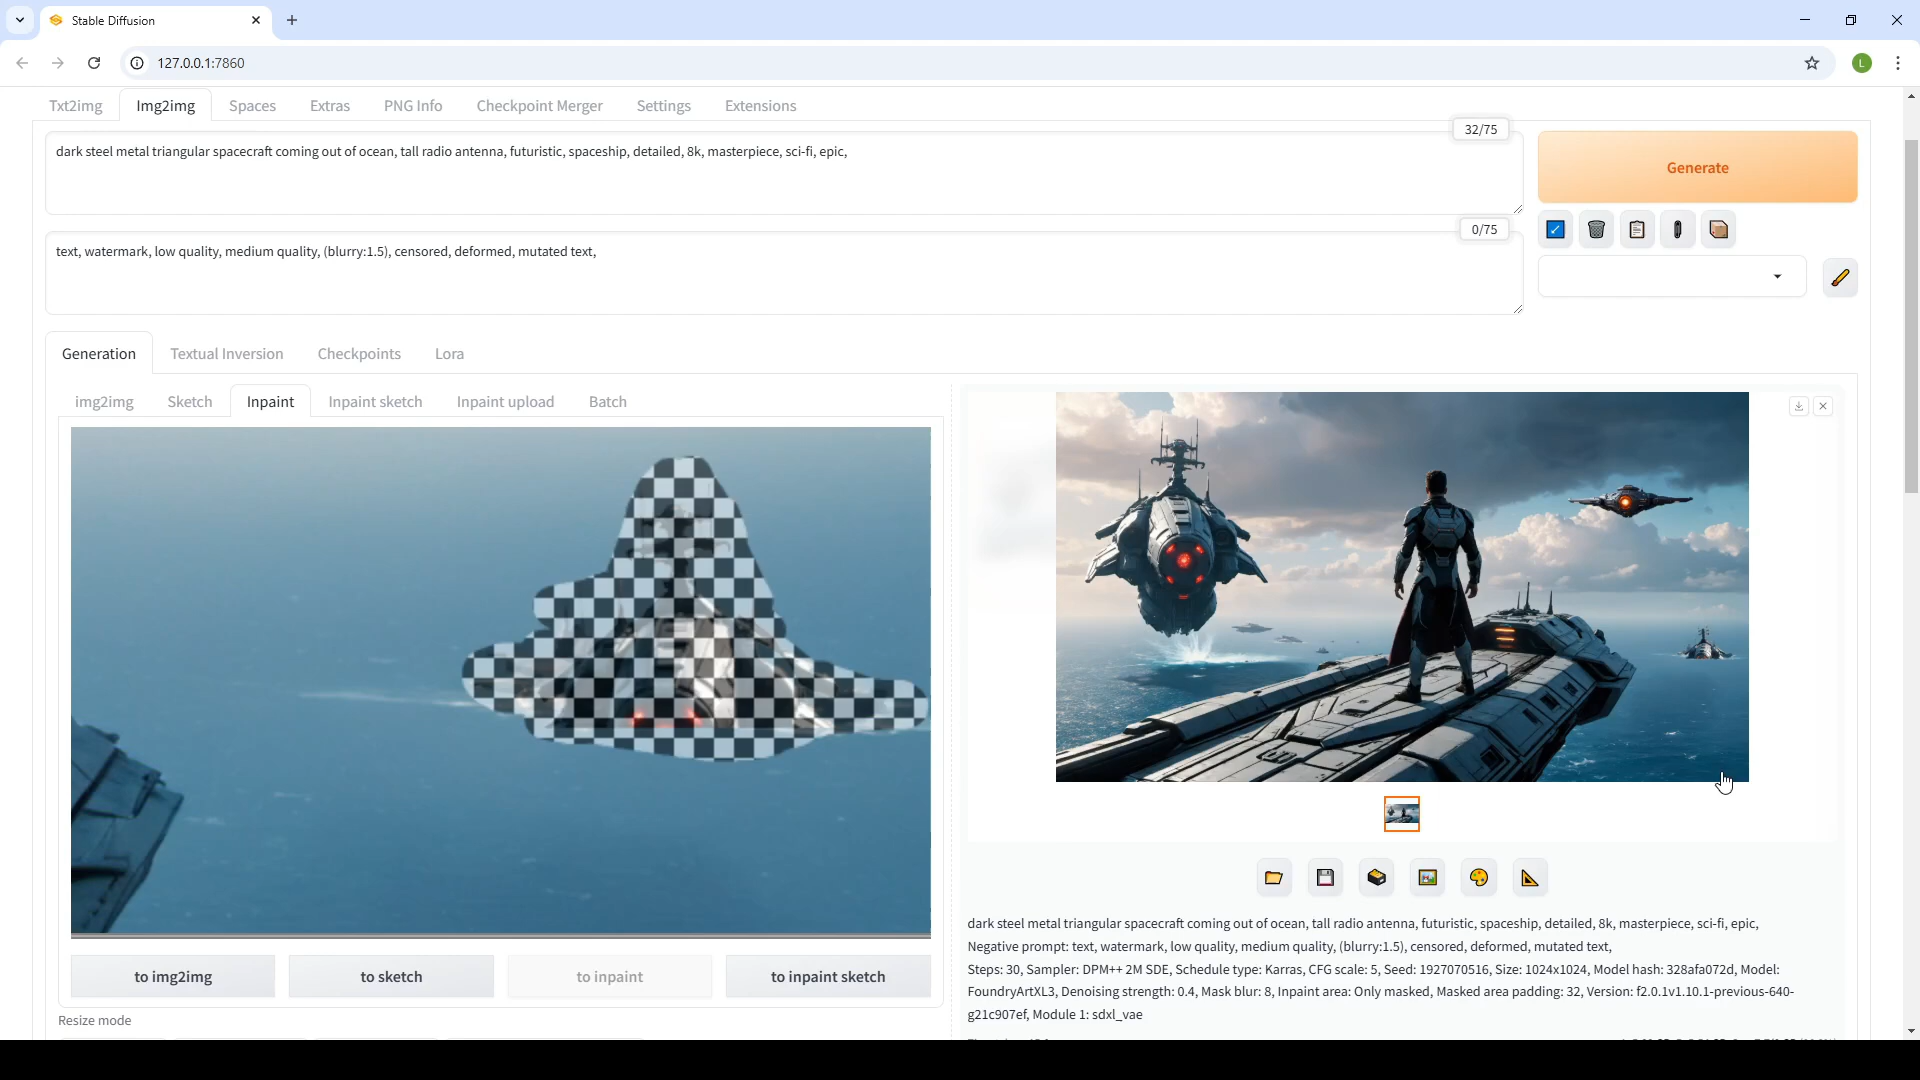 Stable Diffusion
127.0.0.1:7860
L
Txt2img Img2img Spaces Extras PNG Info Checkpoint Merger Settings Extensions
32/75
dark steel metal triangular spacecraft coming out of ocean, tall radio antenna, futuristic, spaceship, detailed, 8k, masterpiece, sci-fi, epic,
Generate
0/75
text, watermark, low quality, medium quality, (blurry:1.5), censored, deformed, mutated text,
Generation Textual Inversion Checkpoints Lora
img2img Sketch Inpaint Inpaint sketch Inpaint upload Batch
to img2img to sketch to inpaint to inpaint sketch
Resize mode
dark steel metal triangular spacecraft coming out of ocean, tall radio antenna, futuristic, spaceship, detailed, 8k, masterpiece, sci-fi, epic,
Negative prompt: text, watermark, low quality, medium quality, (blurry:1.5), censored, deformed, mutated text,
Steps: 30, Sampler: DPM++ 2M SDE, Schedule type: Karras, CFG scale: 5, Seed: 1927070516, Size: 1024x1024, Model hash: 328afa072d, Model:
FoundryArtXL3, Denoising strength: 0.4, Mask blur: 8, Inpaint area: Only masked, Masked area padding: 32, Version: f2.0.1v1.10.1-previous-640-
g21c907ef, Module 1: sdxl_vae